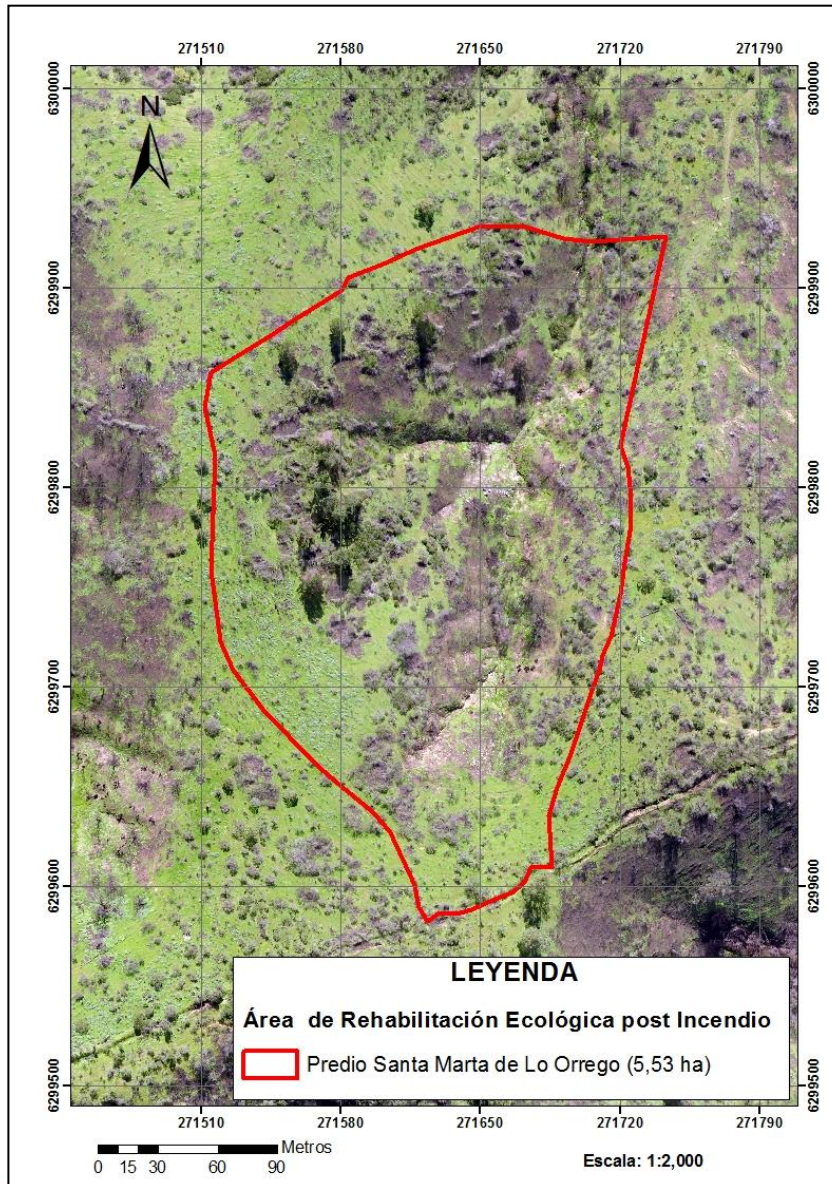 271510 271580 271650 271720 271790
6300000 6300000
N
6299900 6299900
6299800 6299800
6299700 6299700
6299600 6299600
LEYENDA
Área de Rehabilitación Ecológica post Incendio
Predio Santa Marta de Lo Orrego (5,53 ha)
6299500 6299500
271510 271580 271650 271720 271790
Metros
0 15 30 60 90
Escala: 1:2,000